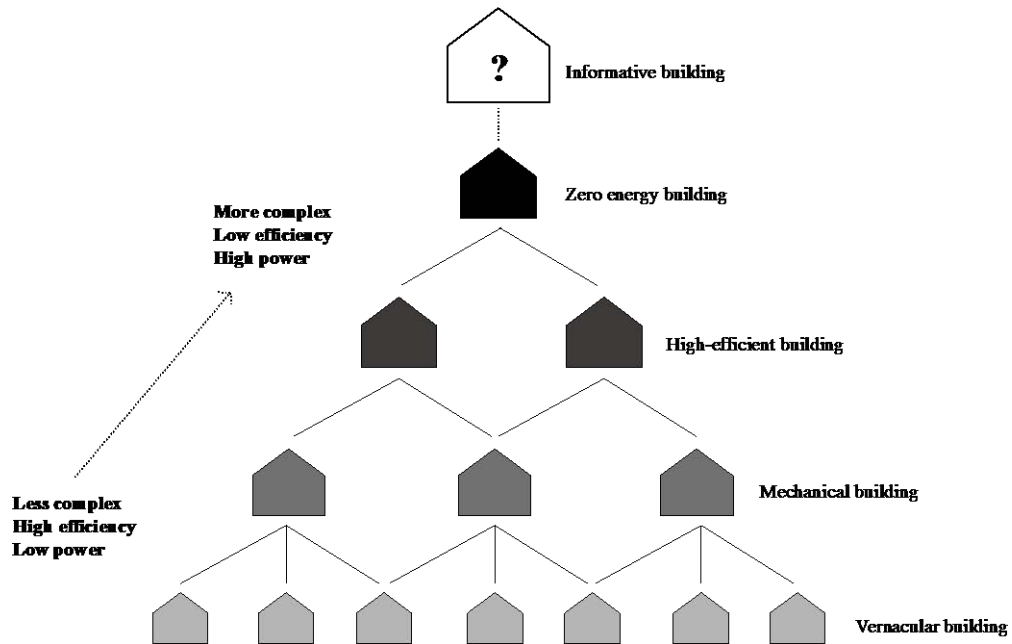 ?
Informative building
Zero energy building
More complex
Low efficiency
High power
High-efficient building
Mechanical building
Less complex
High efficiency
Low power
Vernacular building